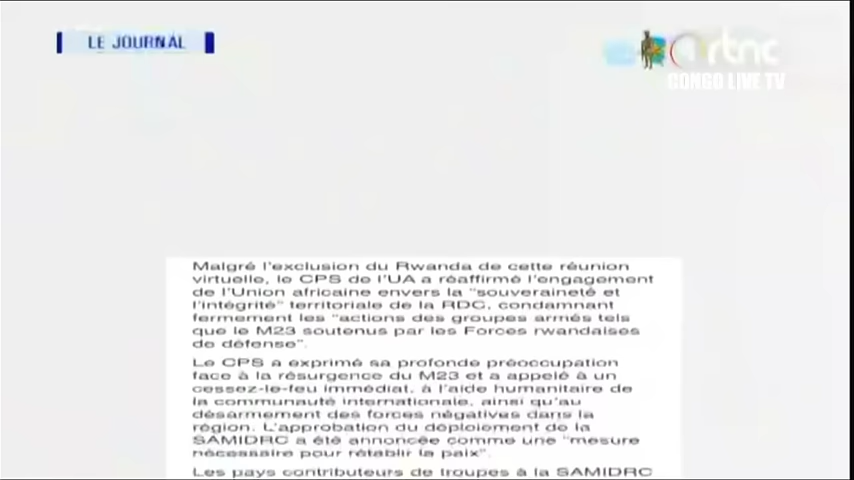 LE JOURNAL
rtnc
CONGO LIVE TV
Malgré l'exclusion du Rwanda de cette réunion
virtuelle, le CPS de l'UA a réaffirmé l'engagement
de l'Union africaine envers la "souveraineté et
l'intégrité" territoriale de la RDC, condamnant
fermement les "actions des groupes armés tels
que le M23 soutenus par les Forces rwandaises
de défense".
Le CPS a exprimé sa profonde préoccupation
face à la résurgence du M23 et a appelé à un
cessez-le-feu immédiat, à l'aide humanitaire de
la communauté internationale, ainsi qu'au
désarmement des forces négatives dans la
région. L'approbation du déploiement de la
SAMIDRC a été annoncée comme une "mesure
nécessaire pour rétablir la paix".
Les pays contributeurs de troupes à la SAMIDRC